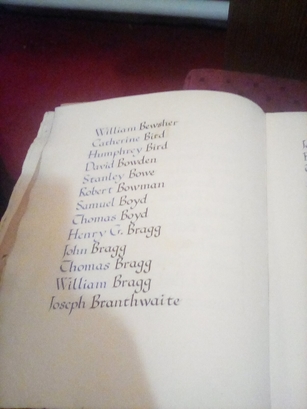 William Bewsher
Catherine Bird
Humphrey Bird
David Bowden
Stanley Bowe
Robert Bowman
Samuel Boyd
Thomas Boyd
Henry G. Bragg
John Bragg
Thomas Bragg
William Bragg
Joseph Branthwaite